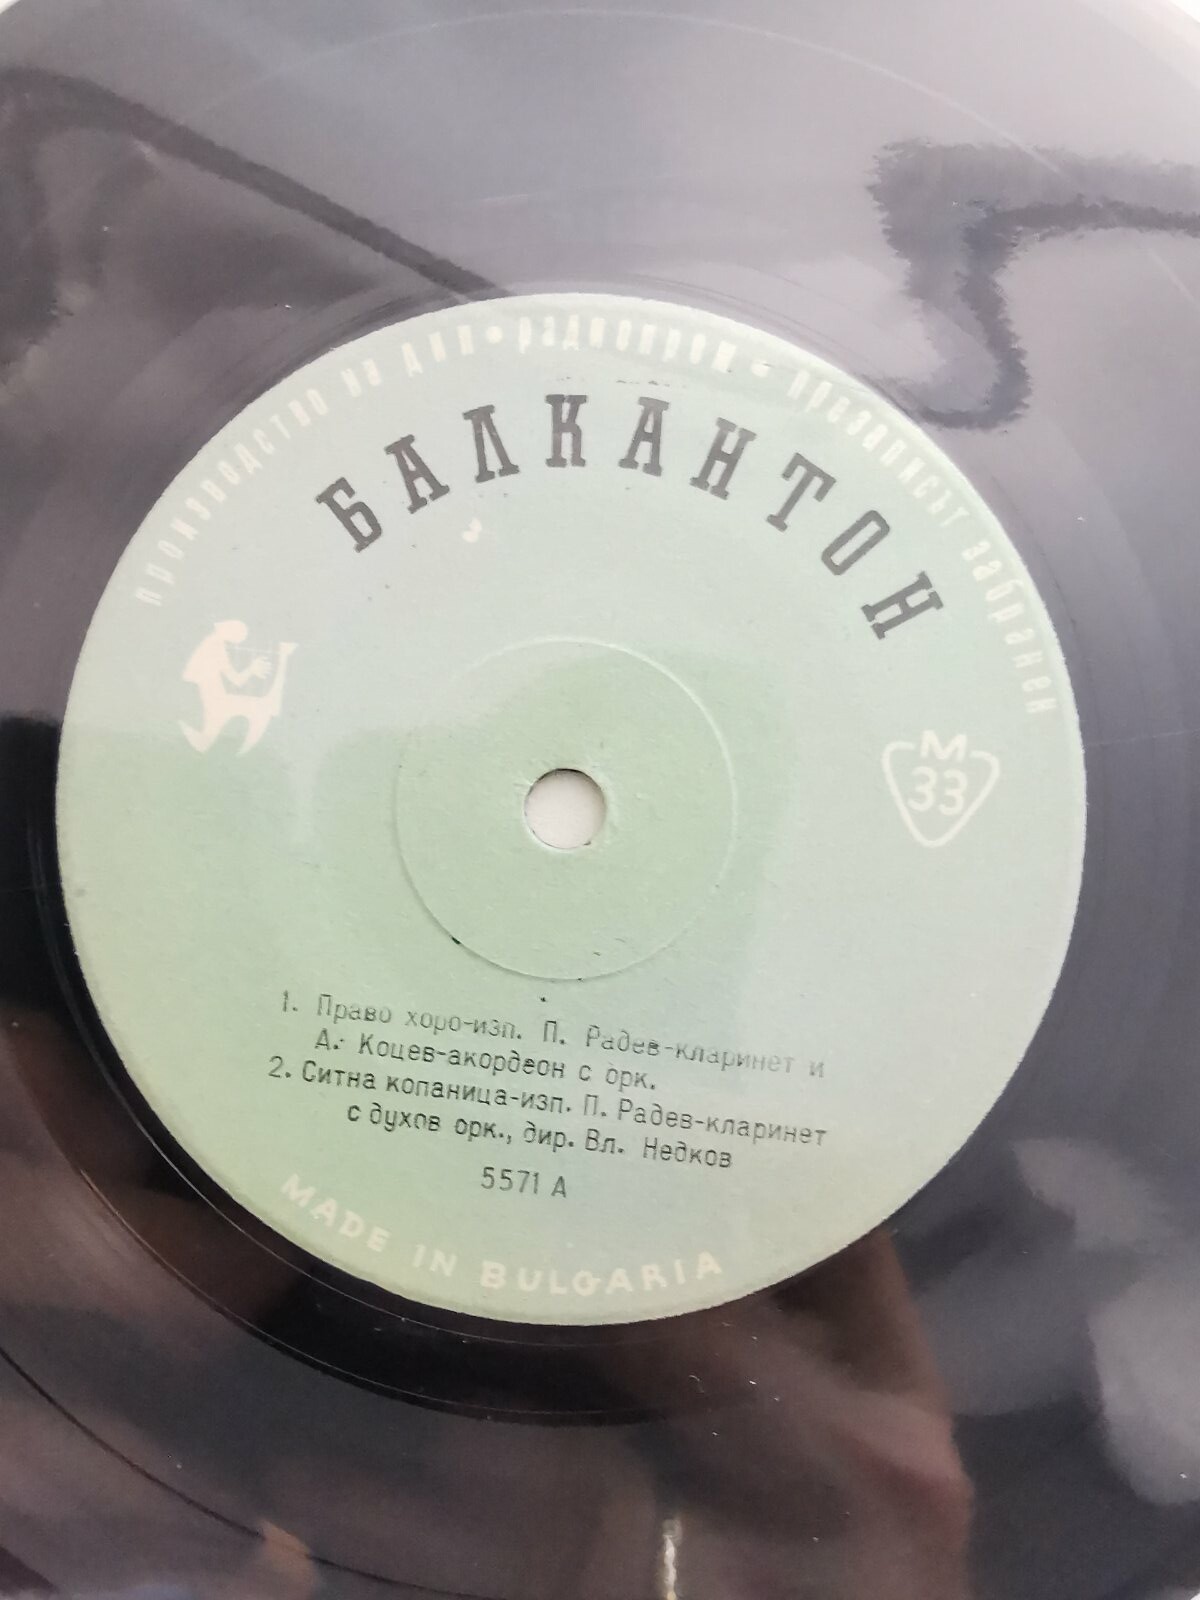 производство на дип • радиопром • презаписът забранен
БАЛКАНТОН
М
33
1. Право хоро-изп. П. Радев-кларинет и
А. Коцев-акордеон с орк.
2. Ситна копаница-изп. П. Радев-кларинет
с духов орк., дир. Вл. Недков
5571 А
MADE IN BULGARIA